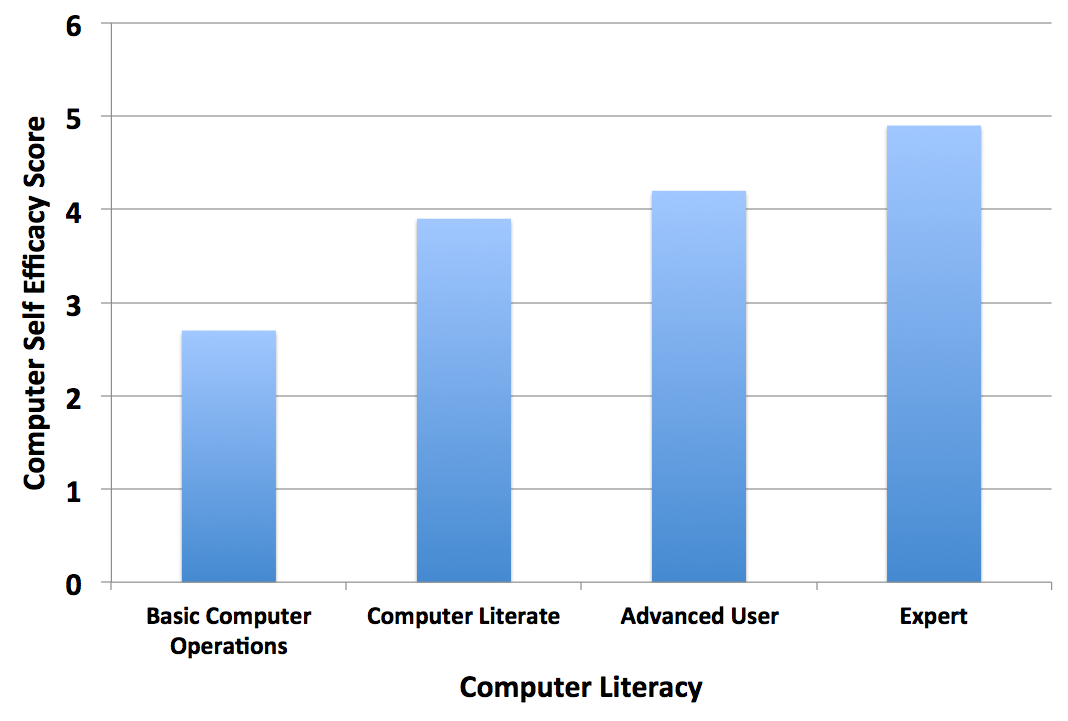 6
5
4
3
2
1
0
Computer Self Efficacy Score
Basic Computer
Operations
Computer Literate
Advanced User
Expert
Computer Literacy